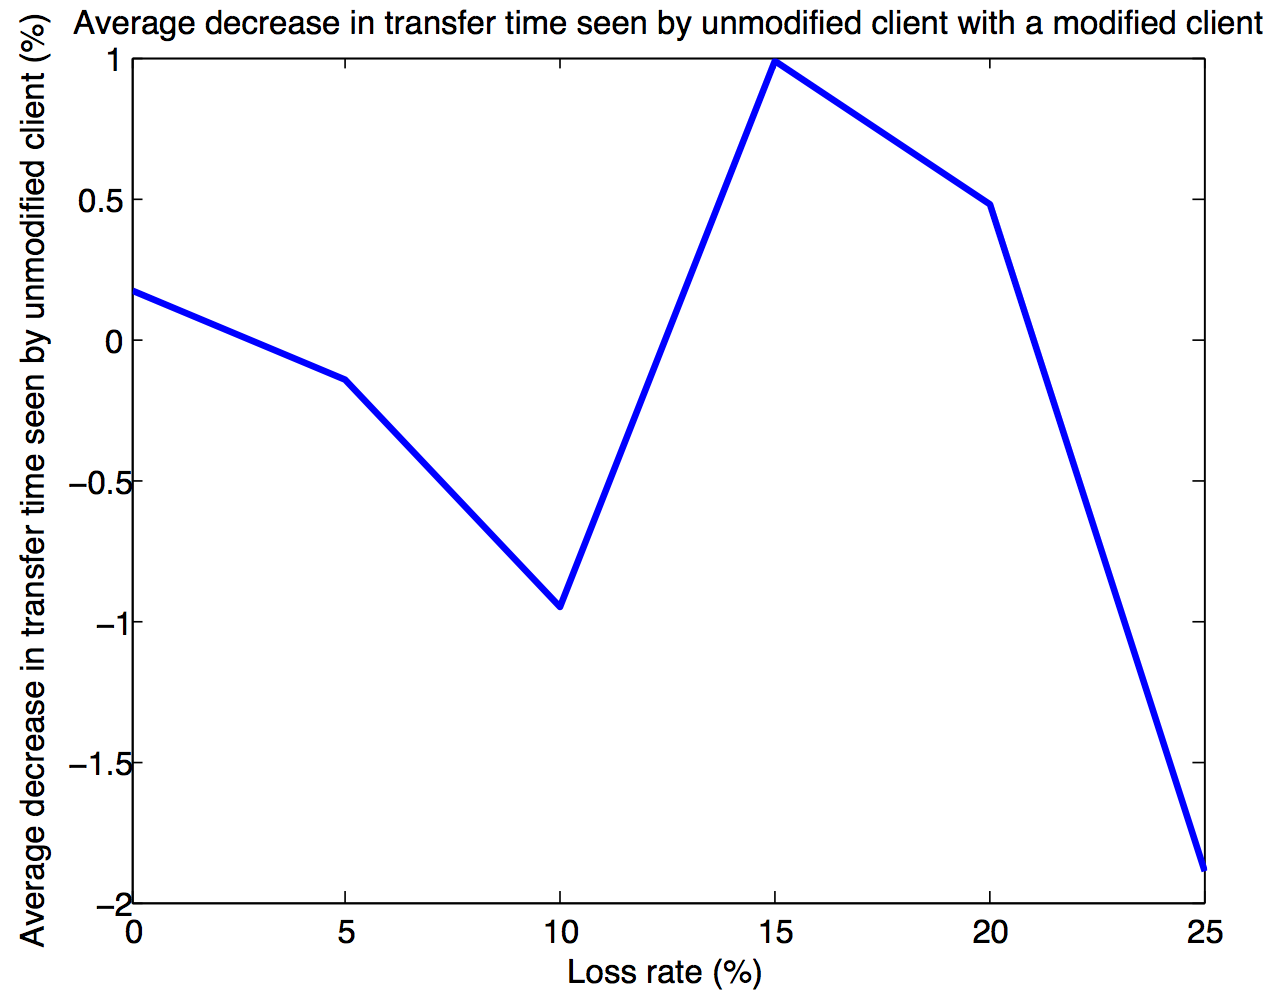 Average decrease in transfer time seen by unmodified client with a modified client
Average decrease in transfer time seen by unmodified client (%)
1
0.5
0
−0.5
−1
−1.5
−2
0 5 10 15 20 25
Loss rate (%)